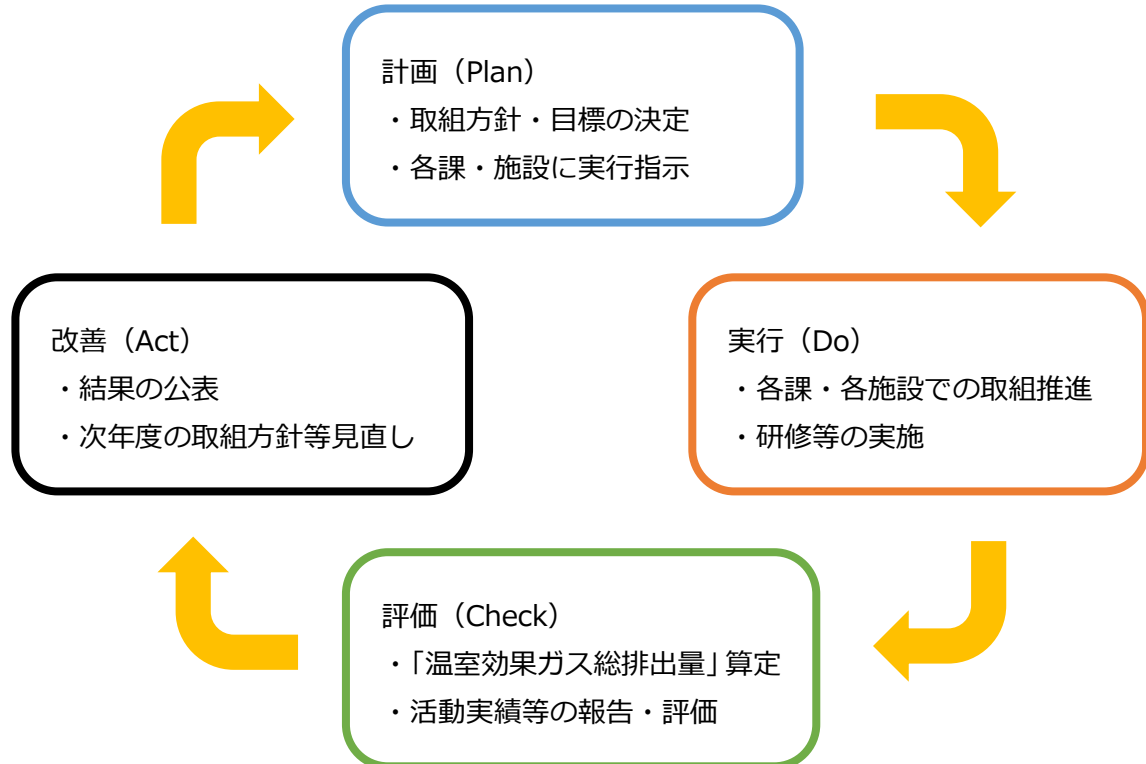 計画（Plan）
・取組方針・目標の決定
・各課・施設に実行指示
実行（Do）
・各課・各施設での取組推進
・研修等の実施
評価（Check）
・「温室効果ガス総排出量」算定
・活動実績等の報告・評価
改善（Act）
・結果の公表
・次年度の取組方針等見直し